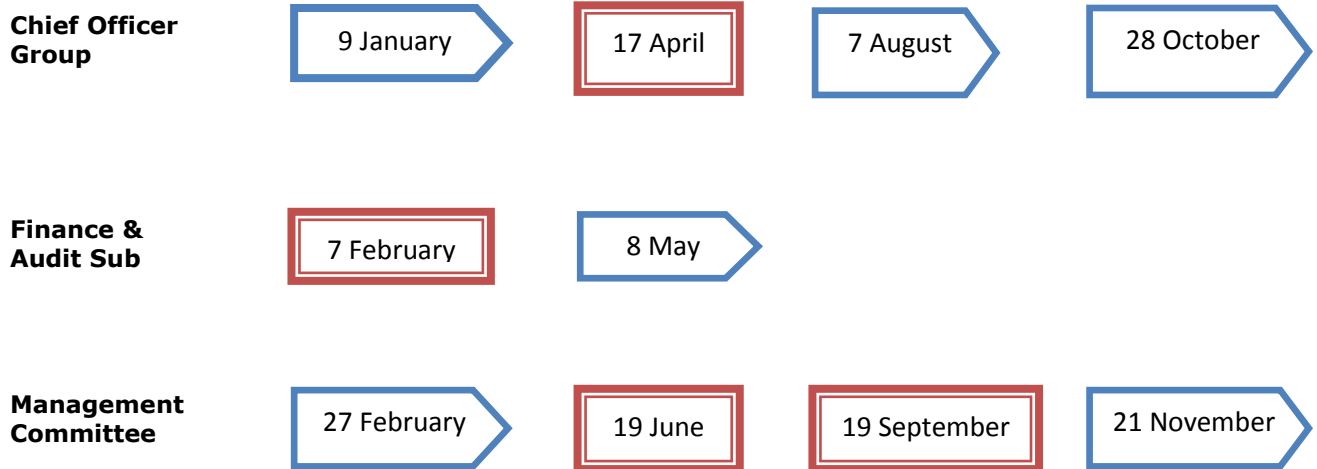 Chief Officer
Group
9 January
17 April
7 August
28 October
Finance &
Audit Sub
7 February
8 May
Management
Committee
27 February
19 June
19 September
21 November